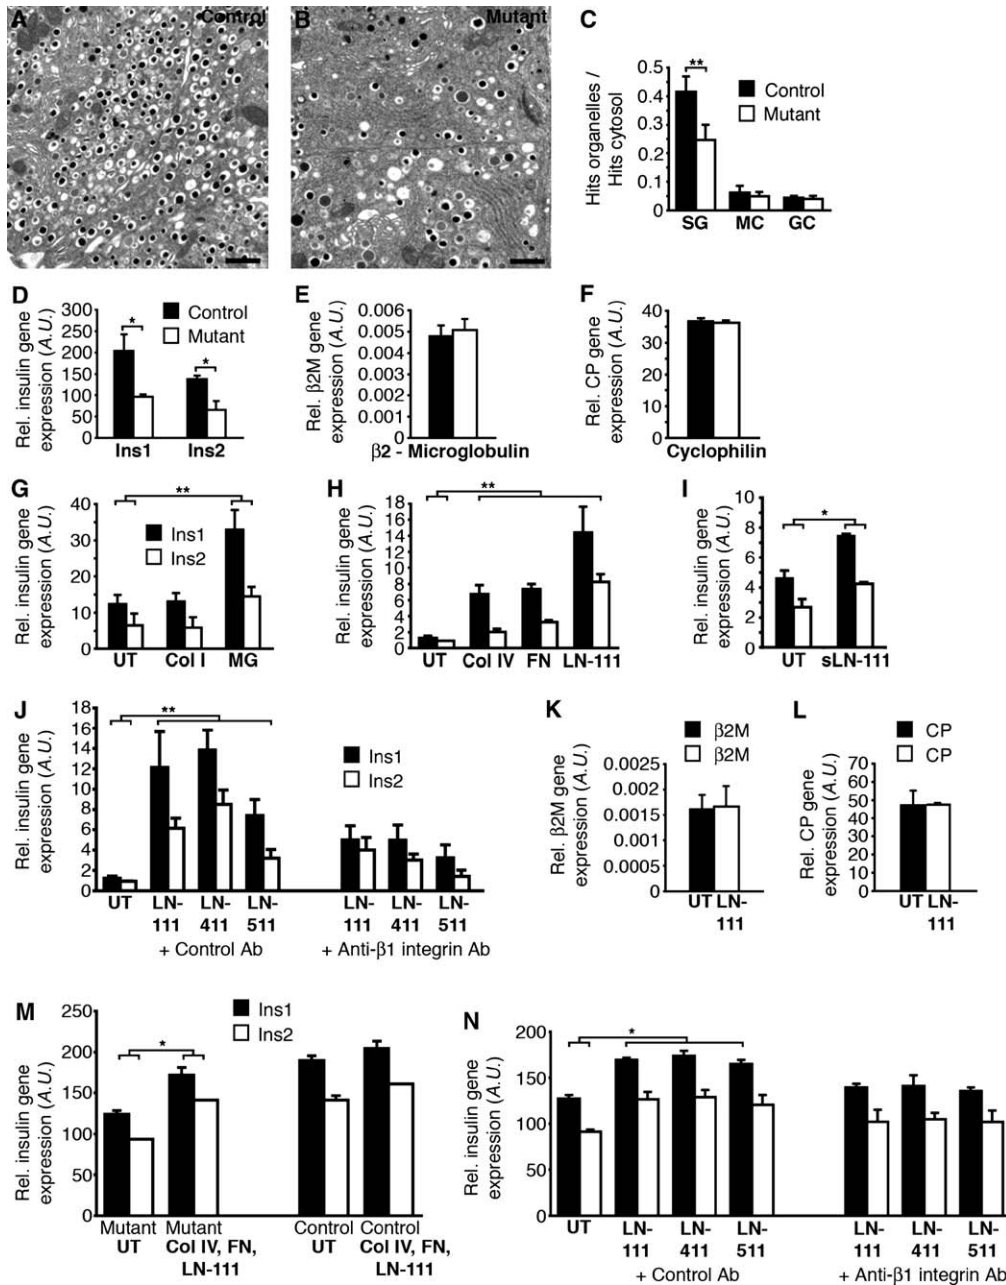 A
Control
B
Mutant
C
Hits organelles /
Hits cytosol
0.5
0.4
0.3
0.2
0.1
0
**
Control
Mutant
SG MC GC
D
Rel. insulin gene
expression (A.U.)
300
250
200
150
100
50
0
Control
Mutant
*
*
Ins1 Ins2
E
Rel. β2M gene
expression (A.U.)
0.006
0.005
0.004
0.003
0.002
0.001
0
β2 - Microglobulin
F
Rel. CP gene
expression (A.U.)
40
30
20
10
0
Cyclophilin
G
Rel. insulin gene
expression (A.U.)
40
30
20
10
0
**
Ins1
Ins2
UT Col I MG
H
Rel. insulin gene
expression (A.U.)
18
16
14
12
10
8
6
4
2
0
**
UT Col IV FN LN-111
I
Rel. insulin gene
expression (A.U.)
10
8
6
4
2
0
*
UT sLN-111
J
Rel. insulin gene
expression (A.U.)
18
16
14
12
10
8
6
4
2
0
**
Ins1
Ins2
UT LN- LN- LN- LN- LN- LN-
111 411 511 111 411 511
+ Control Ab + Anti-β1 integrin Ab
K
β2M
β2M
Rel. β2M gene
expression (A.U.)
0.0025
0.002
0.0015
0.001
0.0005
0
UT LN-
111
L
CP
CP
Rel. CP gene
expression (A.U.)
70
60
50
40
30
20
10
0
UT LN-
111
M
Rel. insulin gene
expression (A.U.)
250
200
150
100
50
0
Ins1
Ins2
*
Mutant Mutant Control Control
UT Col IV, FN, UT Col IV, FN,
LN-111 LN-111
N
Rel. insulin gene
expression (A.U.)
200
150
100
50
0
*
UT LN- LN- LN- LN- LN- LN-
111 411 511 111 411 511
+ Control Ab + Anti-β1 integrin Ab